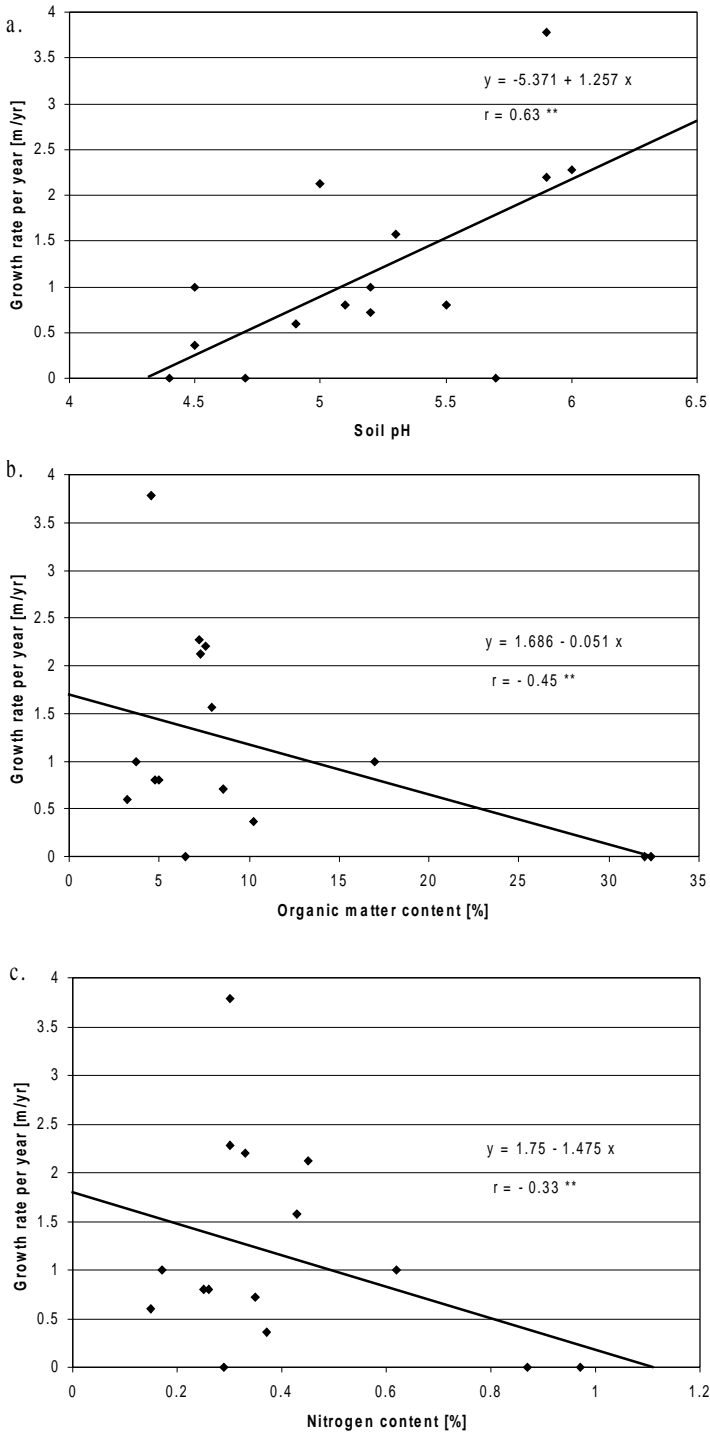 a.
4
3.5
3
2.5
2
1.5
1
0.5
0
Growth rate per year [m/yr]
y = -5.371 + 1.257 x
r = 0.63 **
4 4.5 5 5.5 6 6.5
Soil pH
b.
4
3.5
3
2.5
2
1.5
1
0.5
0
Growth rate per year [m/yr]
y = 1.686 - 0.051 x
r = - 0.45 **
0 5 10 15 20 25 30 35
Organic matter content [%]
c.
4
3.5
3
2.5
2
1.5
1
0.5
0
Growth rate per year [m/yr]
y = 1.75 - 1.475 x
r = - 0.33 **
0 0.2 0.4 0.6 0.8 1 1.2
Nitrogen content [%]